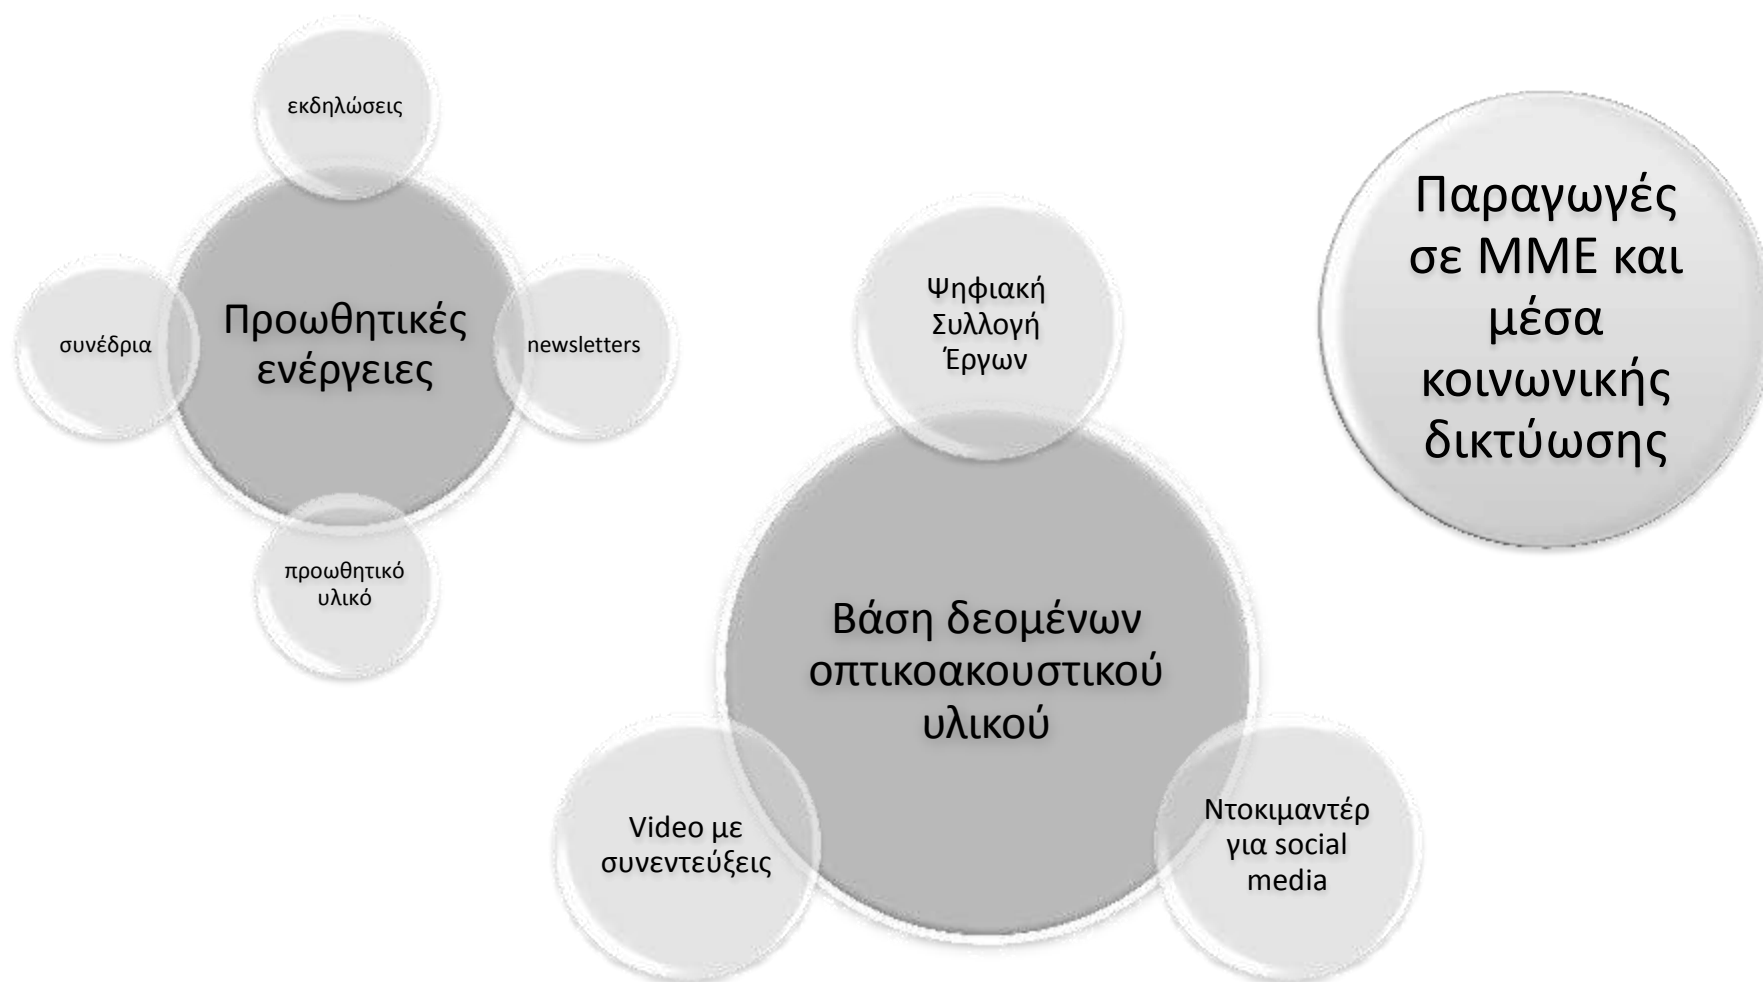 εκδηλώσεις
συνέδρια
Προωθητικές
ενέργειες
newsletters
προωθητικό
υλικό
Ψηφιακή
Συλλογή
Έργων
Βάση δεομένων
οπτικοακουστικού
υλικού
Video με
συνεντεύξεις
Ντοκιμαντέρ
για social
media
Παραγωγές
σε ΜΜΕ και
μέσα
κοινωνικής
δικτύωσης